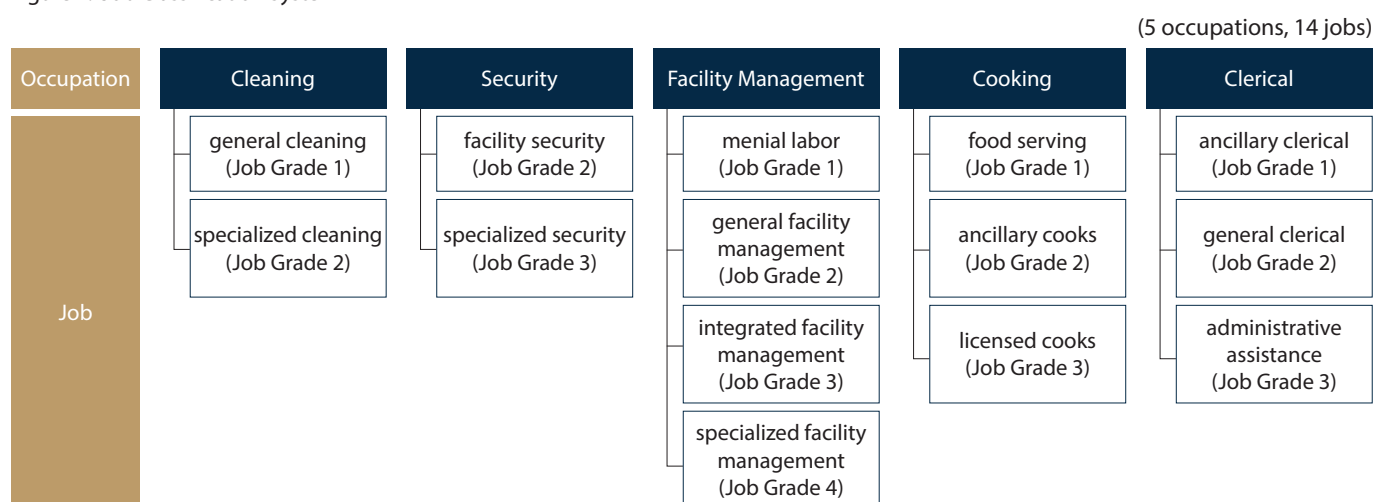 (5 occupations, 14 jobs)
Occupation
Cleaning
Security
Facility Management
Cooking
Clerical
Job
general cleaning
(Job Grade 1)
specialized cleaning
(Job Grade 2)
facility security
(Job Grade 2)
specialized security
(Job Grade 3)
menial labor
(Job Grade 1)
general facility
management
(Job Grade 2)
integrated facility
management
(Job Grade 3)
specialized facility
management
(Job Grade 4)
food serving
(Job Grade 1)
ancillary cooks
(Job Grade 2)
licensed cooks
(Job Grade 3)
ancillary clerical
(Job Grade 1)
general clerical
(Job Grade 2)
administrative
assistance
(Job Grade 3)